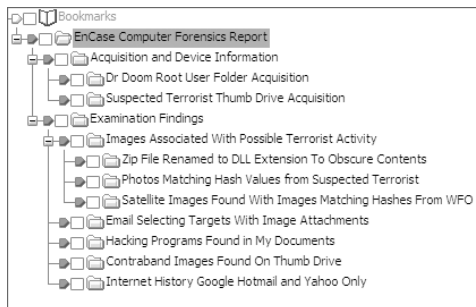 Bookmarks
EnCase Computer Forensics Report
Acquisition and Device Information
Dr Doom Root User Folder Acquisition
Suspected Terrorist Thumb Drive Acquisition
Examination Findings
Images Associated With Possible Terrorist Activity
Zip File Renamed to DLL Extension To Obscure Contents
Photos Matching Hash Values from Suspected Terrorist
Satellite Images Found With Images Matching Hashes From WFO
Email Selecting Targets With Image Attachments
Hacking Programs Found in My Documents
Contraband Images Found On Thumb Drive
Internet History Google Hotmail and Yahoo Only